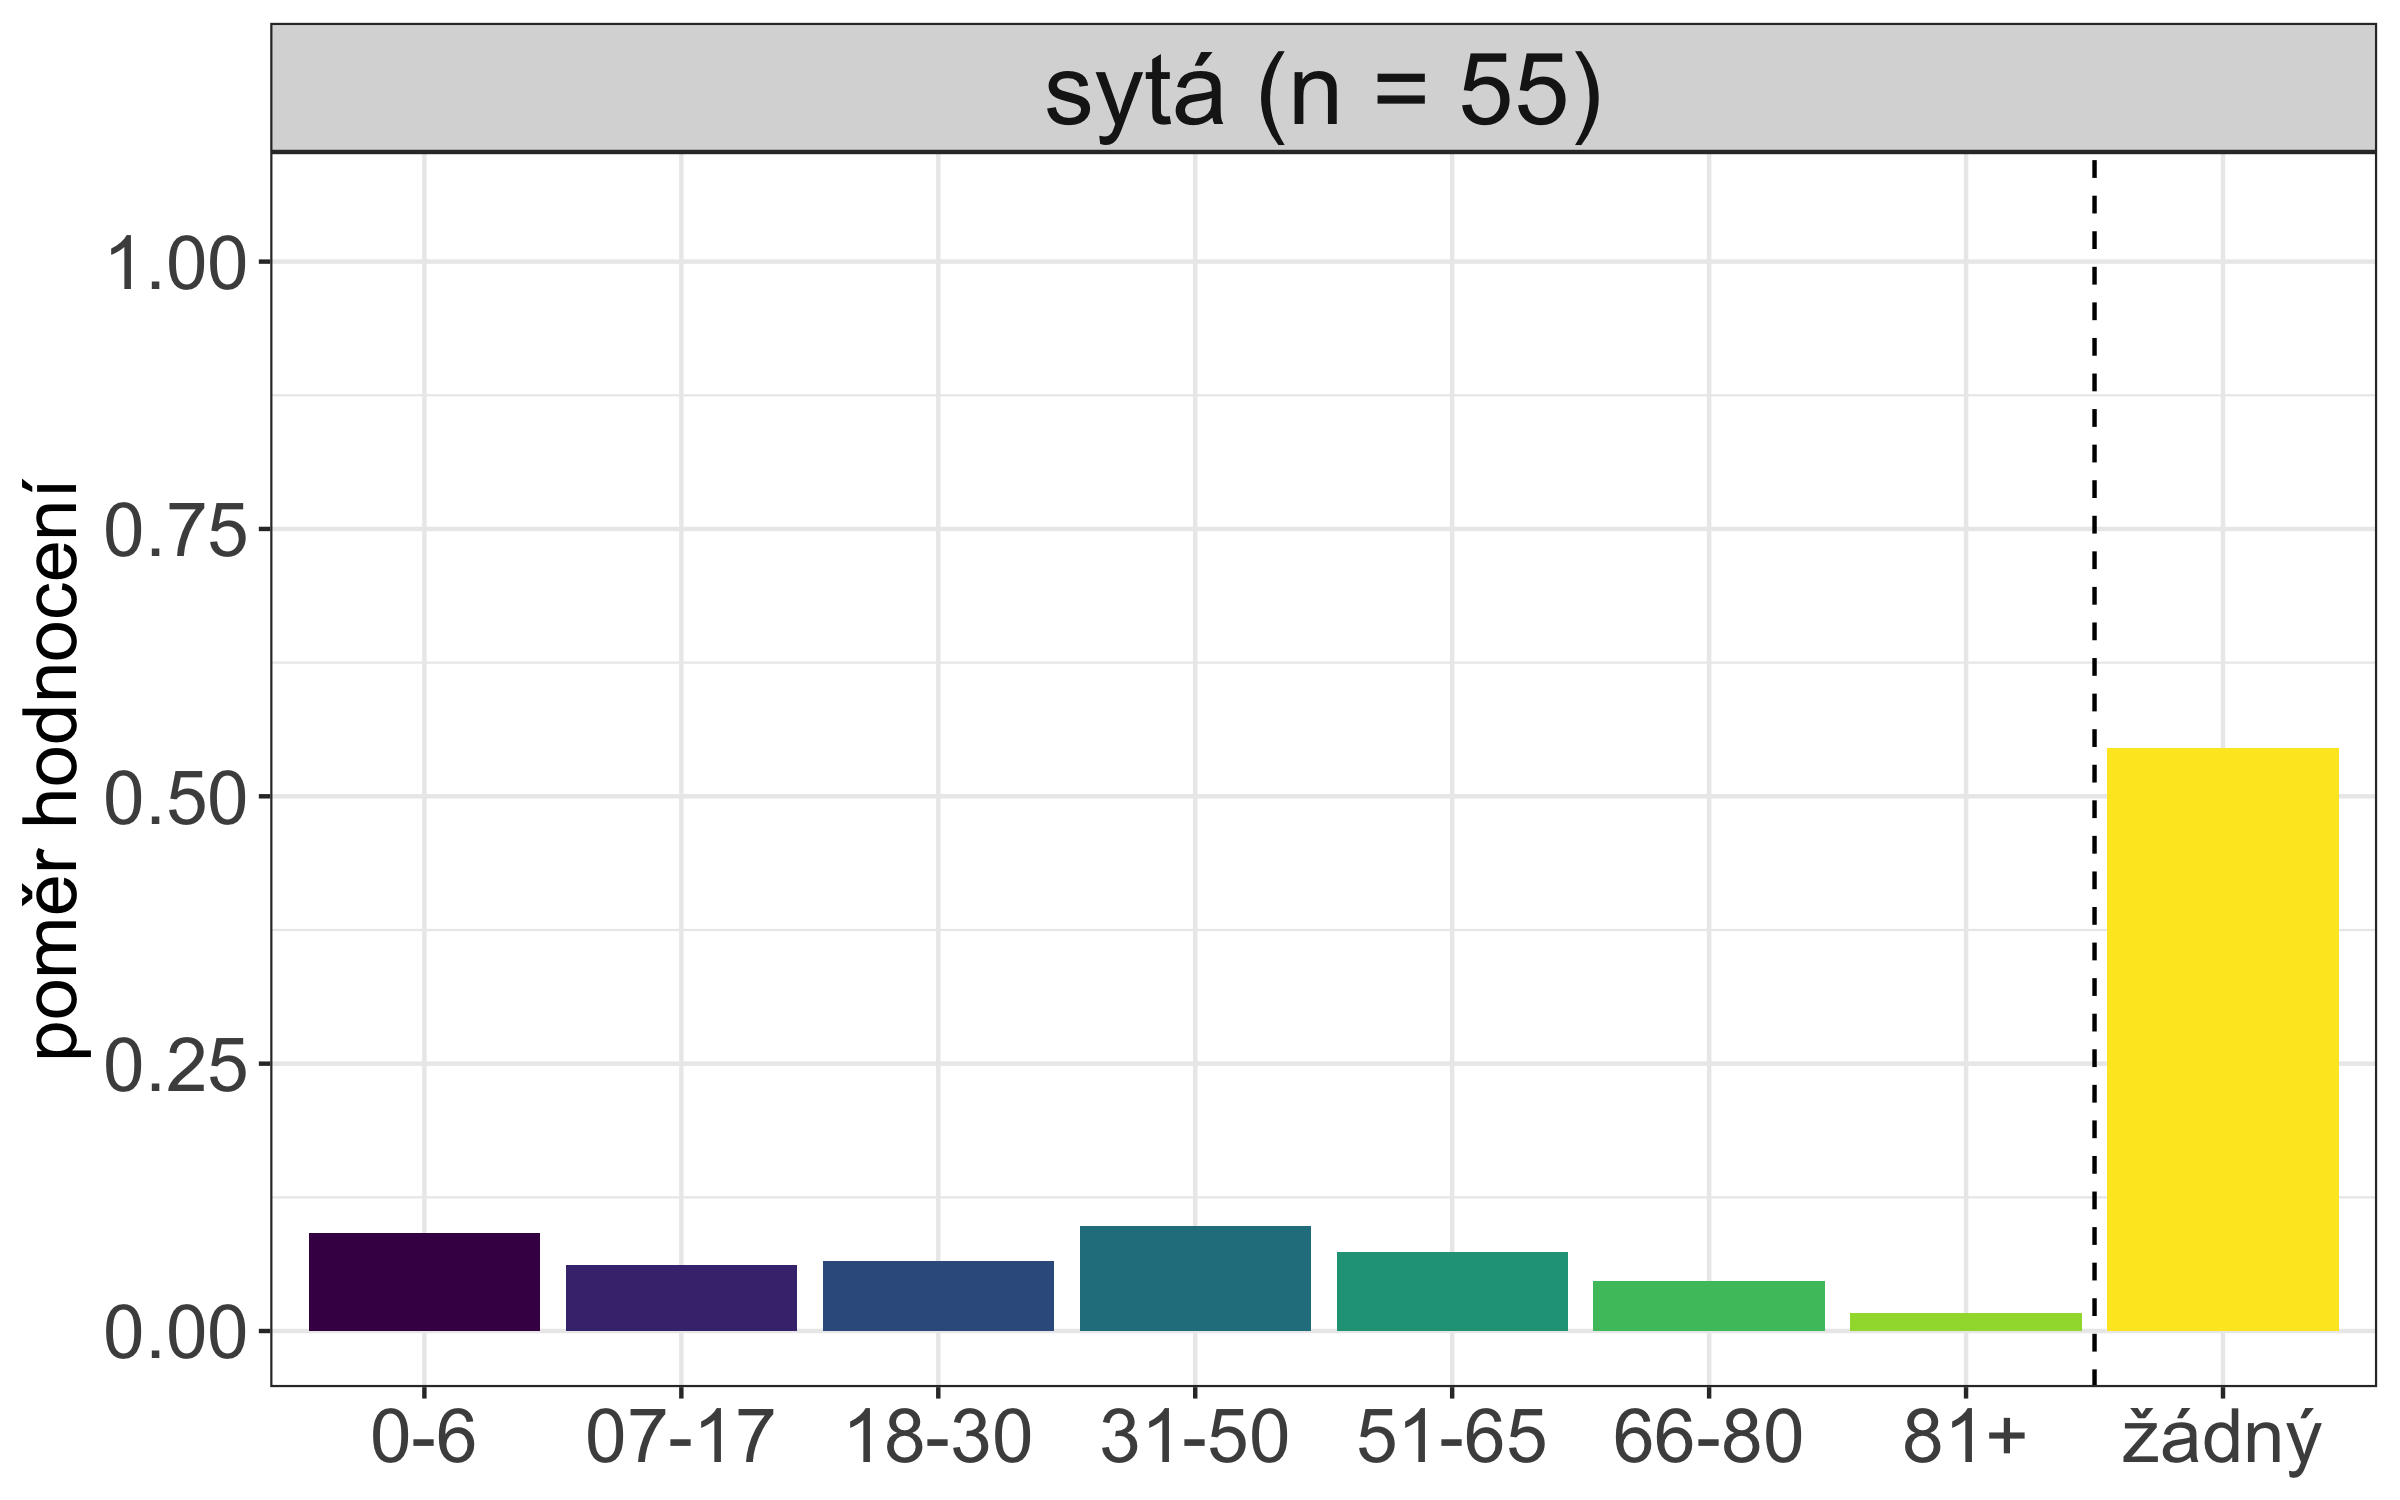 sytá (n = 55)
poměr hodnocení
1.00
0.75
0.50
0.25
0.00
0-6 07-17 18-30 31-50 51-65 66-80 81+ žádný